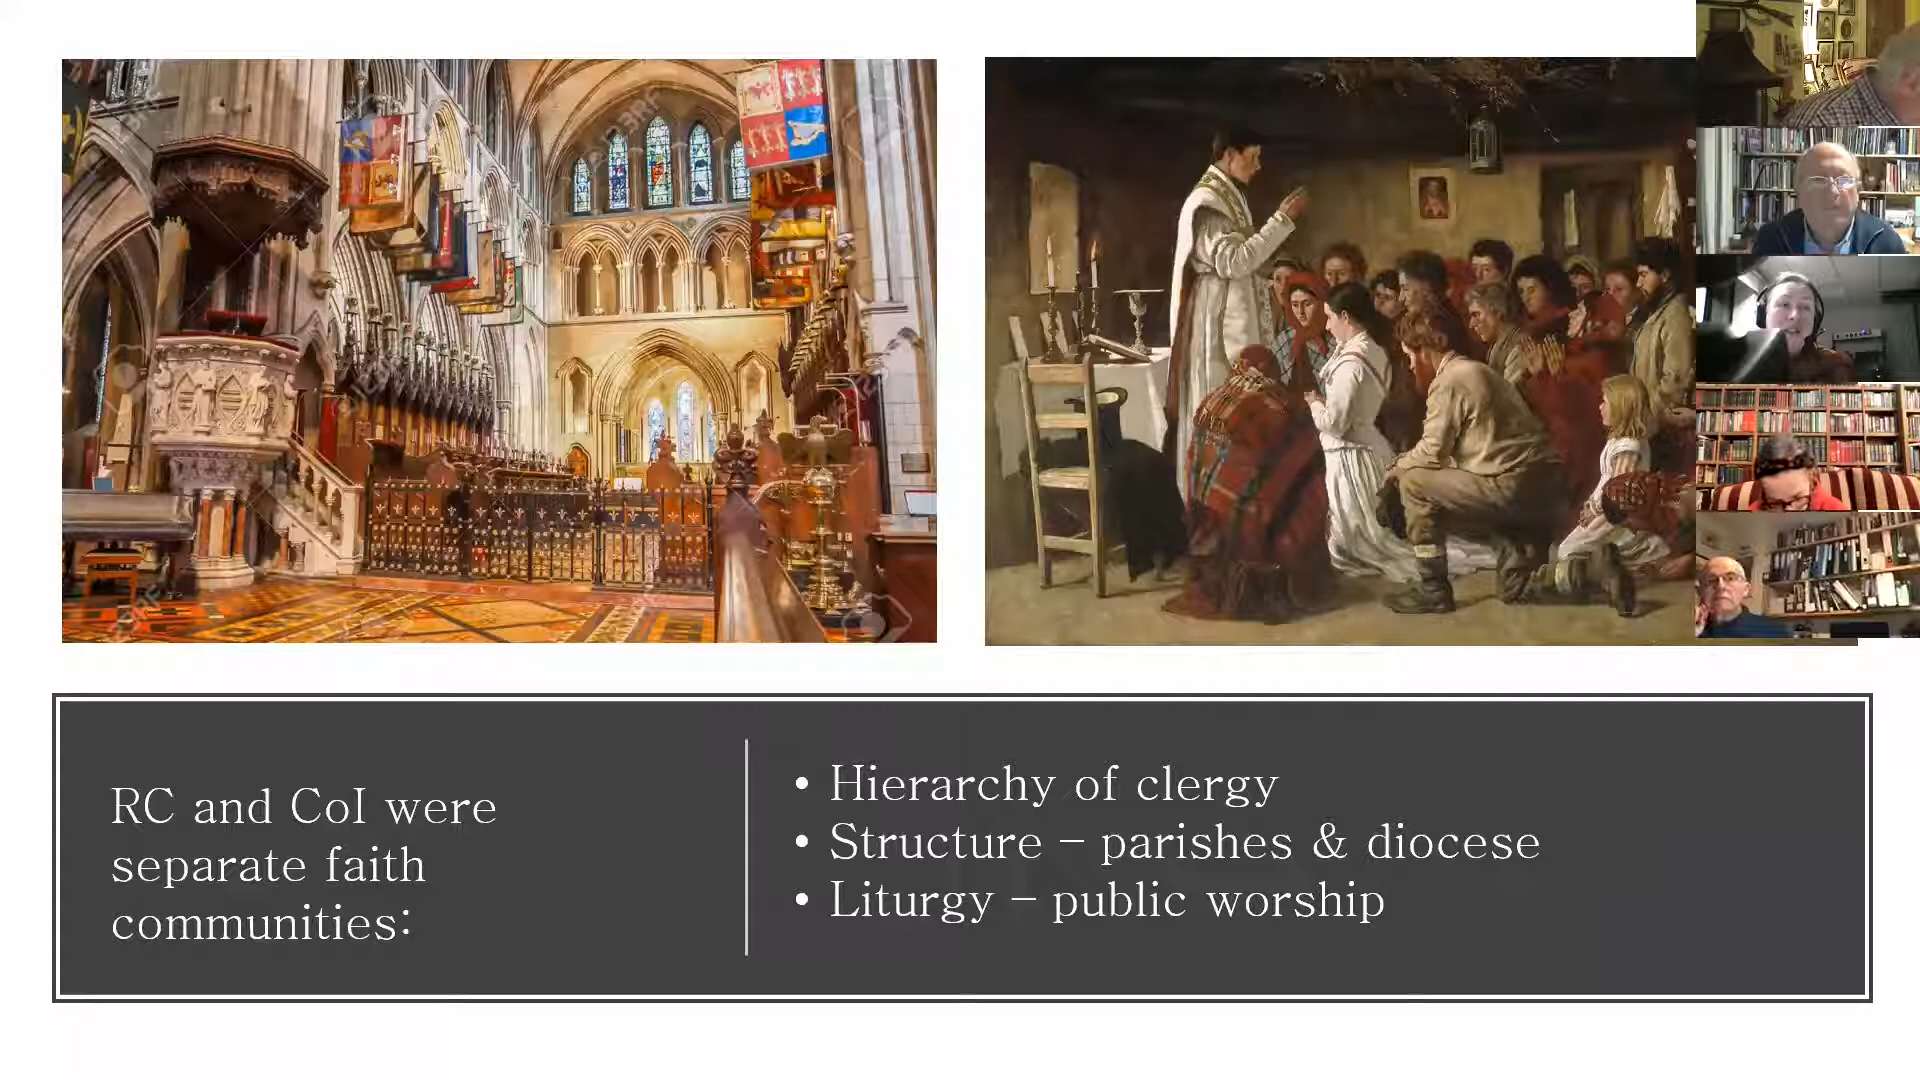 RC and CoI were
separate faith
communities:
• Hierarchy of clergy
• Structure – parishes & diocese
• Liturgy – public worship